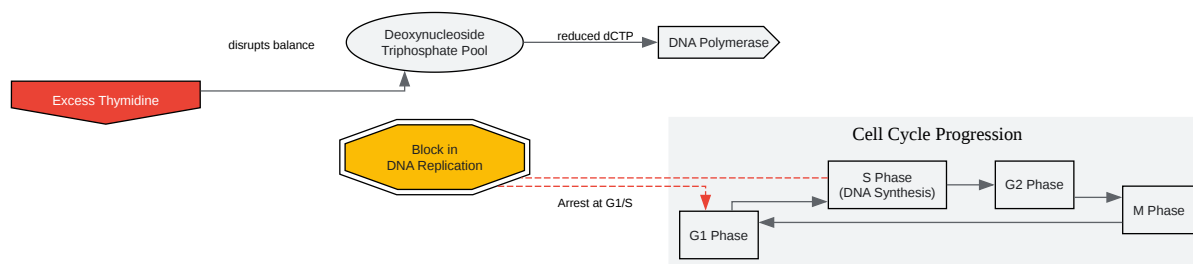 Deoxynucleoside
Triphosphate Pool
disrupts balance
reduced dCTP
DNA Polymerase
Excess Thymidine
Block in
DNA Replication
Arrest at G1/S
Cell Cycle Progression
S Phase
(DNA Synthesis)
G2 Phase
M Phase
G1 Phase